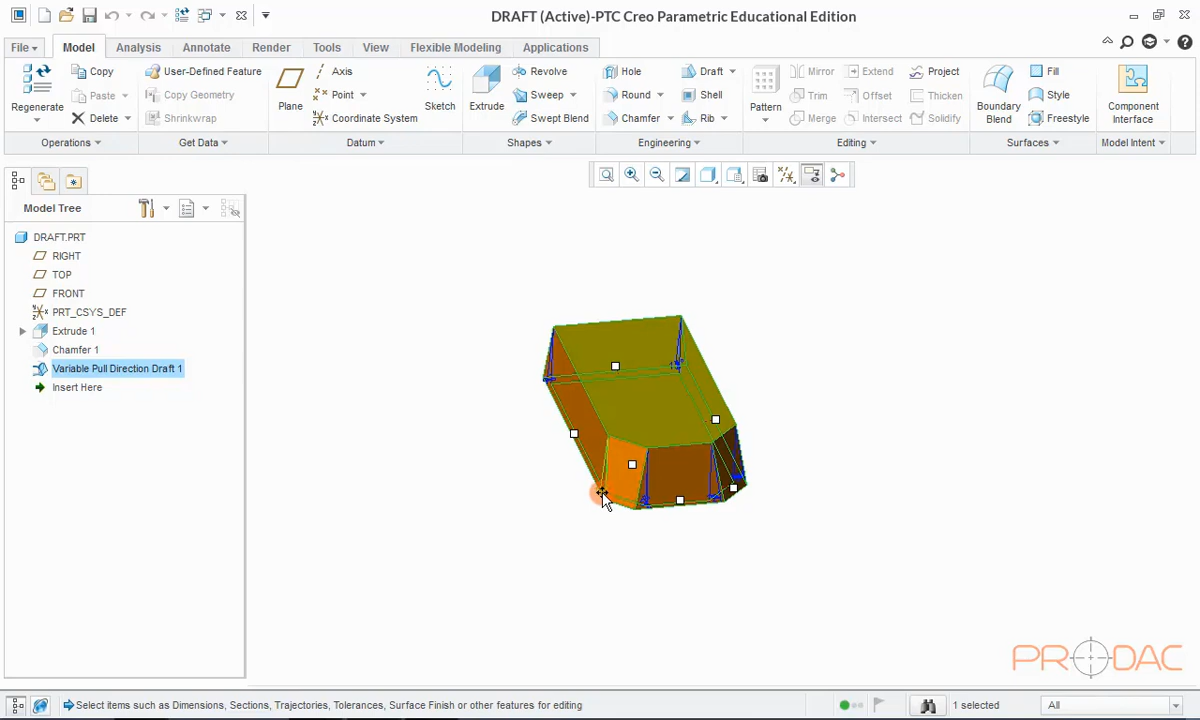 DRAFT (Active)-PTC Creo Parametric Educational Edition
File Model Analysis Annotate Render Tools View Flexible Modeling Applications
Regenerate
Copy
Paste
Delete
Operations
User-Defined Feature
Copy Geometry
Shrinkwrap
Get Data
Plane
Axis
Point
Coordinate System
Sketch
Datum
Extrude
Revolve
Sweep
Swept Blend
Shapes
Hole
Round
Chamfer
Draft
Shell
Rib
Engineering
Pattern
Mirror
Trim
Merge
Extend
Offset
Intersect
Project
Thicken
Solidify
Editing
Boundary
Blend
Fill
Style
Freestyle
Surfaces
Component
Interface
Model Intent
Model Tree
DRAFT.PRT
RIGHT
TOP
FRONT
PRT_CSYS_DEF
Extrude 1
Chamfer 1
Variable Pull Direction Draft 1
Insert Here
PRODAC
Select items such as Dimensions, Sections, Trajectories, Tolerances, Surface Finish or other features for editing
1 selected
All